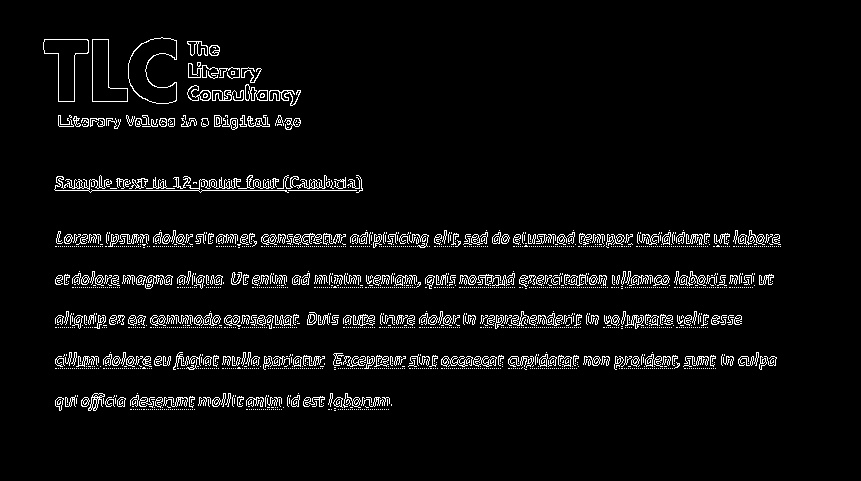 TLC The
Literary
Consultancy
Literary Values in a Digital Age
Sample text in 12-point font (Cambria)
Lorem ipsum dolor sit amet, consectetur adipisicing elit, sed do eiusmod tempor incididunt ut labore
et dolore magna aliqua. Ut enim ad minim veniam, quis nostrud exercitation ullamco laboris nisi ut
aliquip ex ea commodo consequat. Duis aute irure dolor in reprehenderit in voluptate velit esse
cillum dolore eu fugiat nulla pariatur. Excepteur sint occaecat cupidatat non proident, sunt in culpa
qui officia deserunt mollit anim id est laborum.